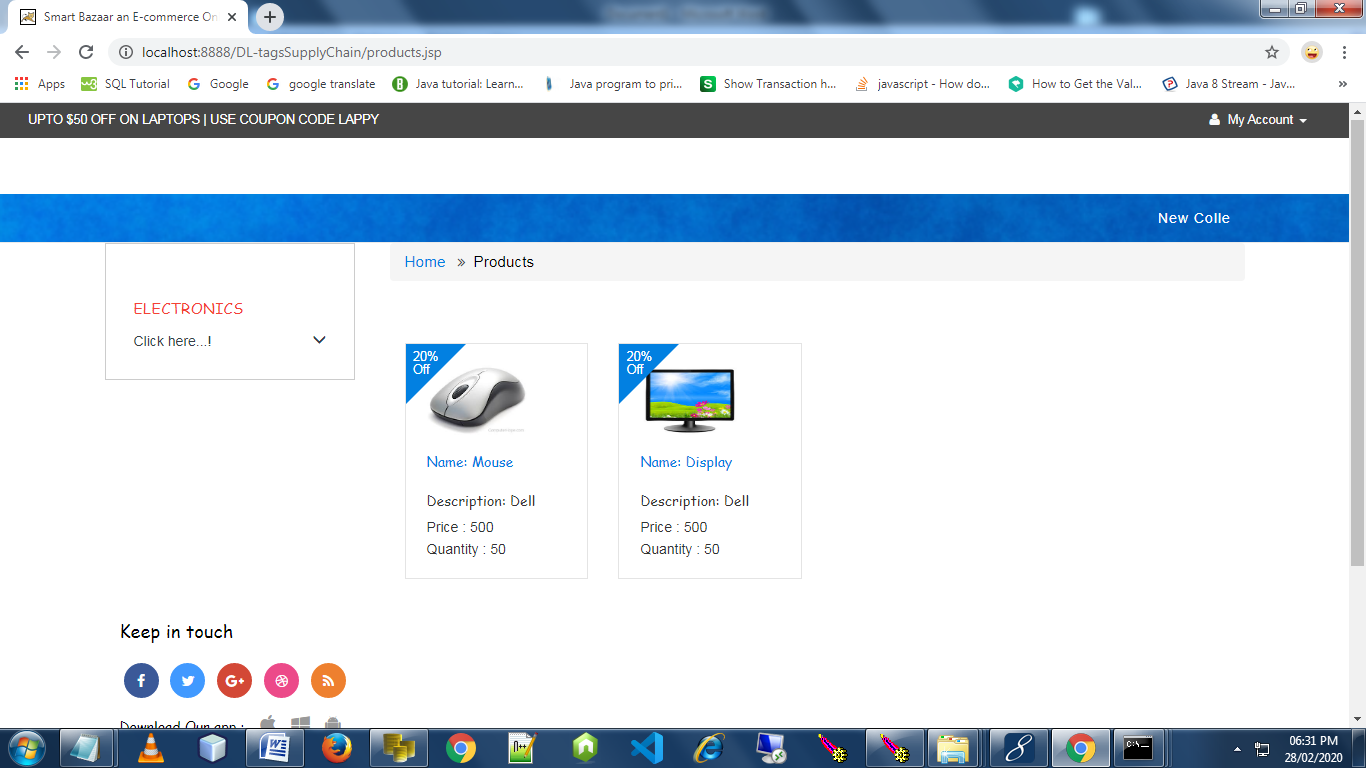 Smart Bazaar an E-commerce On
localhost:8888/DL-tagsSupplyChain/products.jsp
Apps SQL Tutorial Google google translate Java tutorial: Learn... Java program to pri... Show Transaction h... javascript - How do... How to Get the Val... Java 8 Stream - Jav... »
UPTO $50 OFF ON LAPTOPS | USE COUPON CODE LAPPY My Account
New Colle
Home » Products
ELECTRONICS
Click here...!
20%
Off
Name: Mouse
Description: Dell
Price : 500
Quantity : 50
20%
Off
Name: Display
Description: Dell
Price : 500
Quantity : 50
Keep in touch
Download Our app :
06:31 PM
28/02/2020